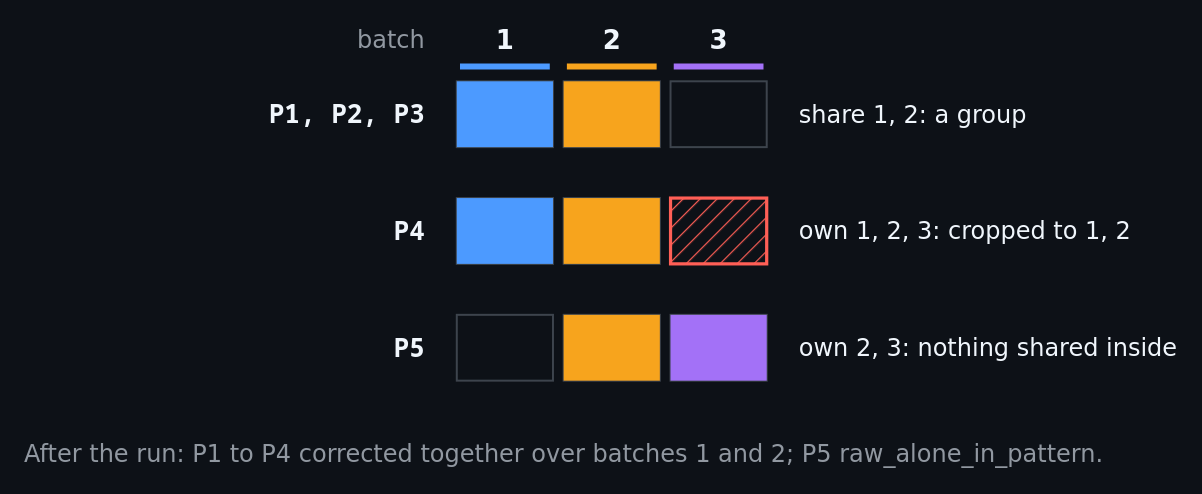 batch 1 2 3
P1, P2, P3 share 1, 2: a group
P4 own 1, 2, 3: cropped to 1, 2
P5 own 2, 3: nothing shared inside
After the run: P1 to P4 corrected together over batches 1 and 2; P5 raw_alone_in_pattern.